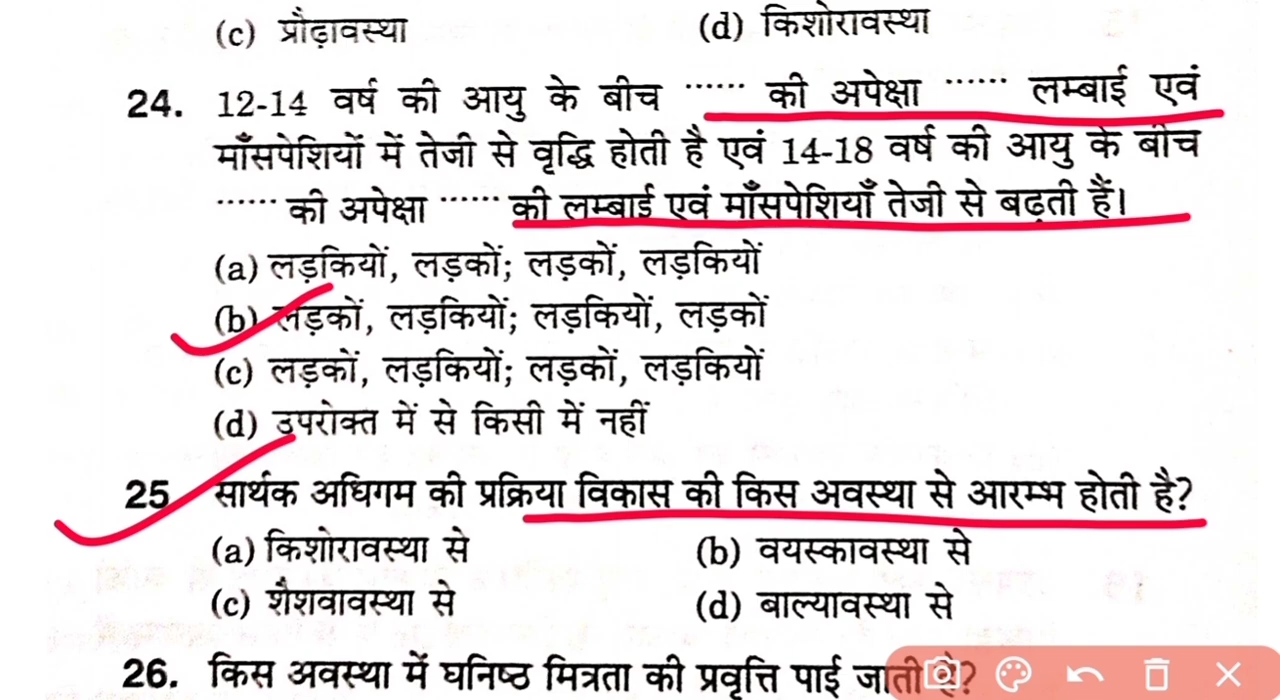 (c) प्रौढ़ावस्था (d) किशोरावस्था
24. 12-14 वर्ष की आयु के बीच ...... की अपेक्षा ...... लम्बाई एवं
माँसपेशियों में तेजी से वृद्धि होती है एवं 14-18 वर्ष की आयु के बीच
...... की अपेक्षा ...... की लम्बाई एवं माँसपेशियाँ तेजी से बढ़ती हैं।
(a) लड़कियों, लड़कों; लड़कों, लड़कियों
(b) लड़कों, लड़कियों; लड़कियों, लड़कों
(c) लड़कों, लड़कियों; लड़कों, लड़कियों
(d) उपरोक्त में से किसी में नहीं
25 सार्थक अधिगम की प्रक्रिया विकास की किस अवस्था से आरम्भ होती है?
(a) किशोरावस्था से (b) वयस्कावस्था से
(c) शैशवावस्था से (d) बाल्यावस्था से
26. किस अवस्था में घनिष्ठ मित्रता की प्रवृत्ति पाई जाती है?